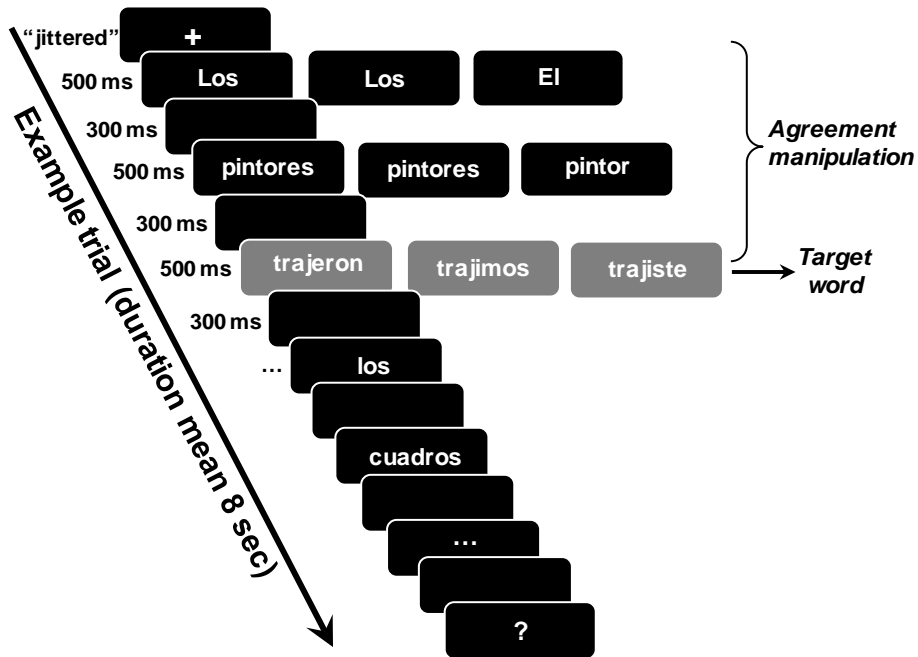 “jittered”
+
500 ms
Los
Los
El
300 ms
500 ms
pintores
pintores
pintor
Agreement
manipulation
300 ms
500 ms
trajeron
trajimos
trajiste
Target
word
300 ms
...
los
cuadros
...
?
Example trial (duration mean 8 sec)